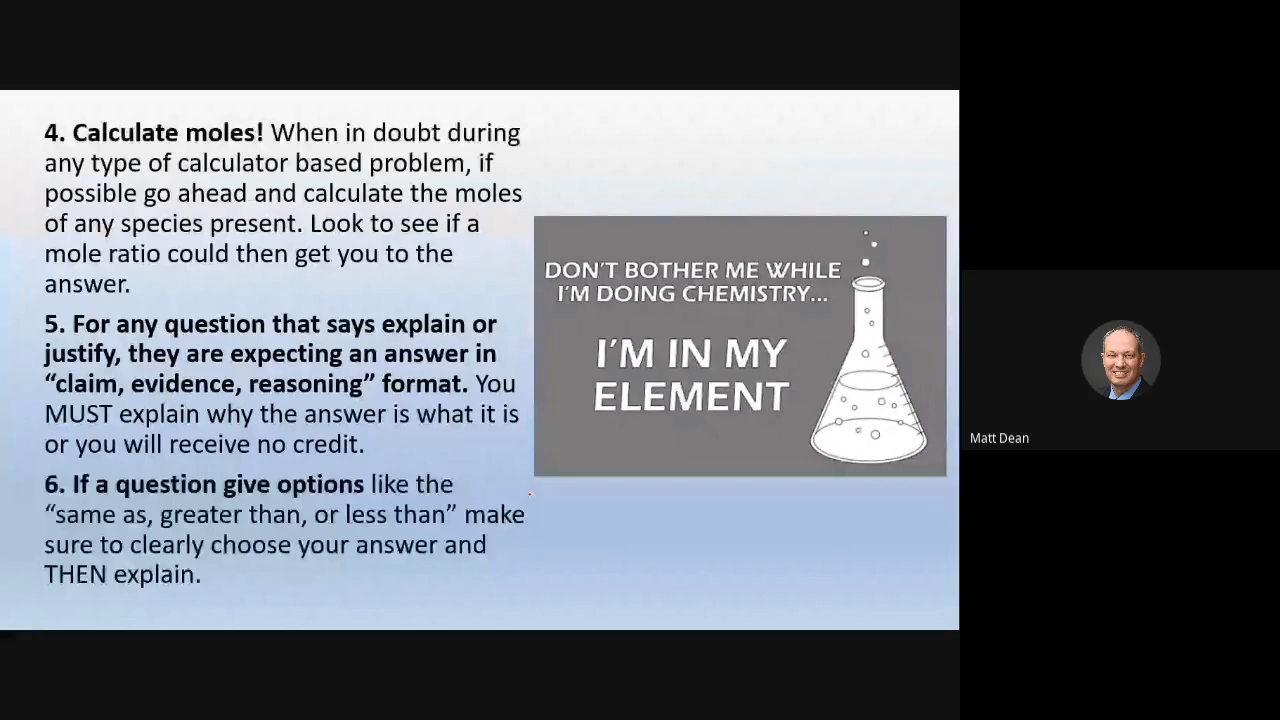 4. Calculate moles! When in doubt during
any type of calculator based problem, if
possible go ahead and calculate the moles
of any species present. Look to see if a
mole ratio could then get you to the
answer.
5. For any question that says explain or
justify, they are expecting an answer in
“claim, evidence, reasoning” format. You
MUST explain why the answer is what it is
or you will receive no credit.
6. If a question give options like the
“same as, greater than, or less than” make
sure to clearly choose your answer and
THEN explain.
DON'T BOTHER ME WHILE
I'M DOING CHEMISTRY...
I'M IN MY
ELEMENT
Matt Dean